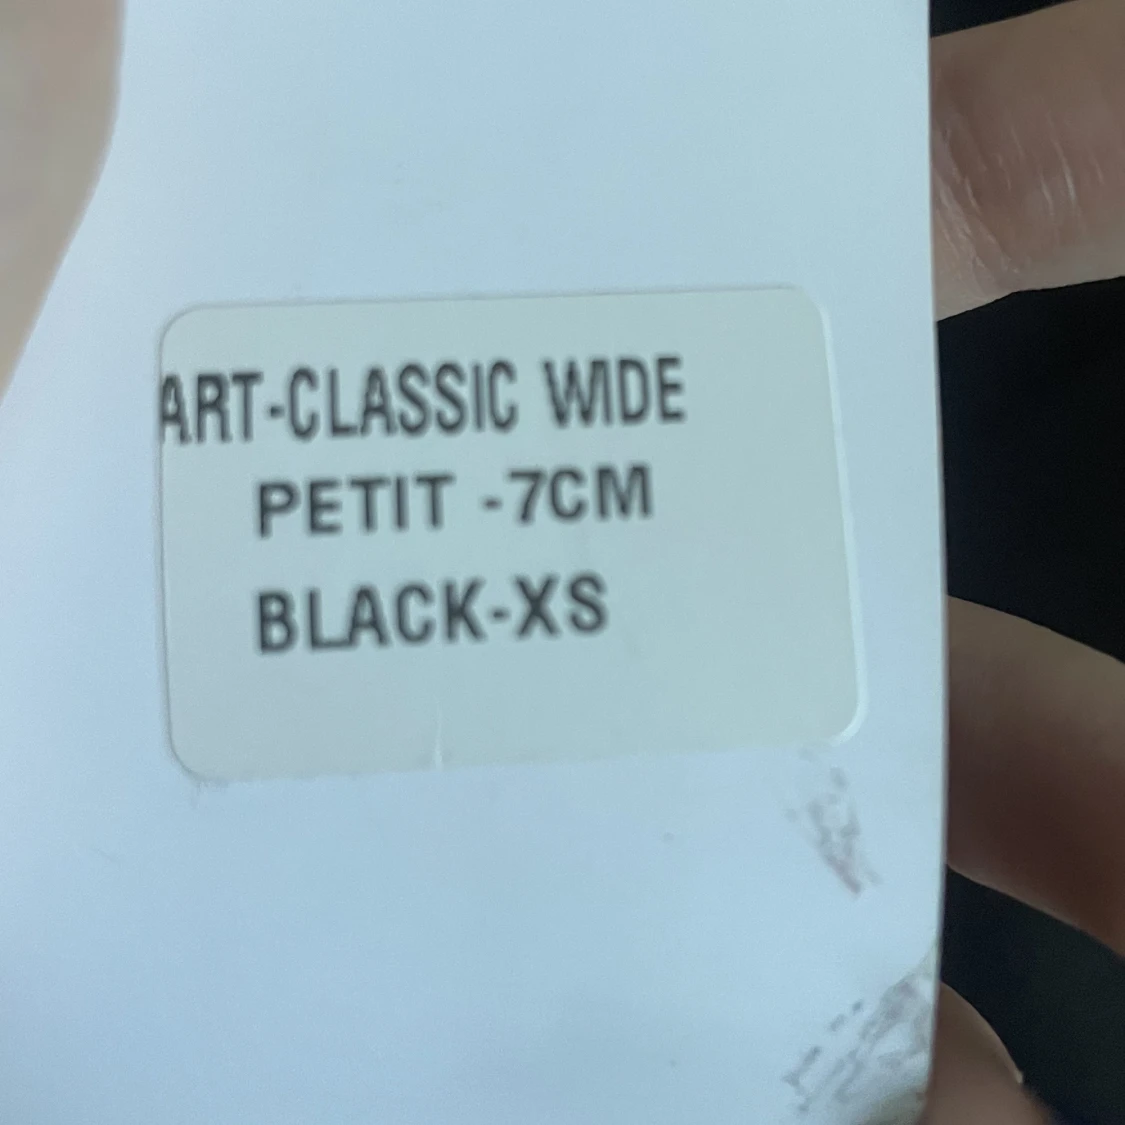 ART-CLASSIC WIDE
PETIT -7CM
BLACK-XS